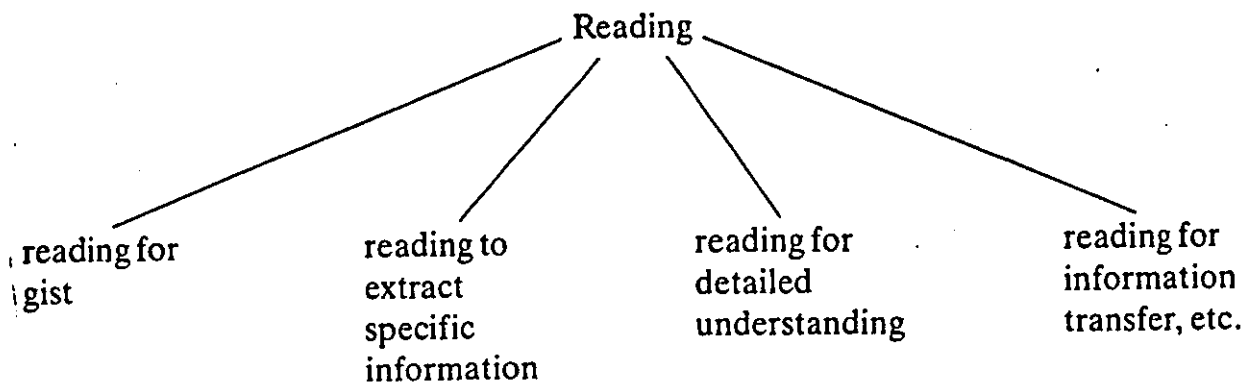 Reading
reading for
gist
reading to
extract
specific
information
reading for
detailed
understanding
reading for
information
transfer, etc.